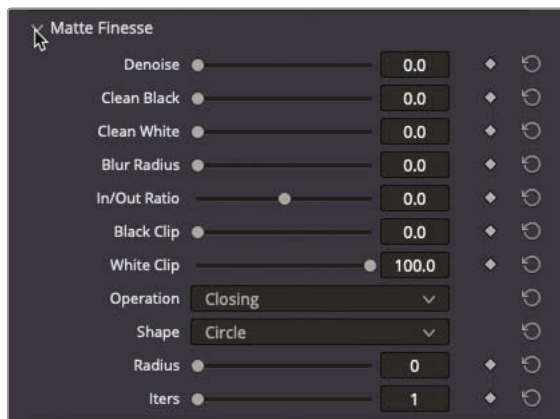 Matte Finesse
Denoise 0.0
Clean Black 0.0
Clean White 0.0
Blur Radius 0.0
In/Out Ratio 0.0
Black Clip 0.0
White Clip 100.0
Operation Closing
Shape Circle
Radius 0
Iters 1